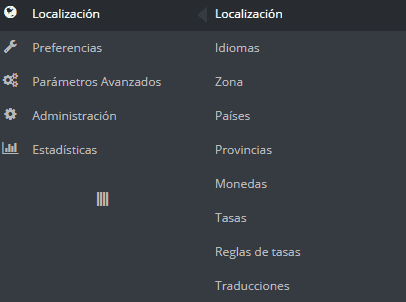 Localización
Preferencias
Parámetros Avanzados
Administración
Estadísticas
Localización
Idiomas
Zona
Países
Provincias
Monedas
Tasas
Reglas de tasas
Traducciones